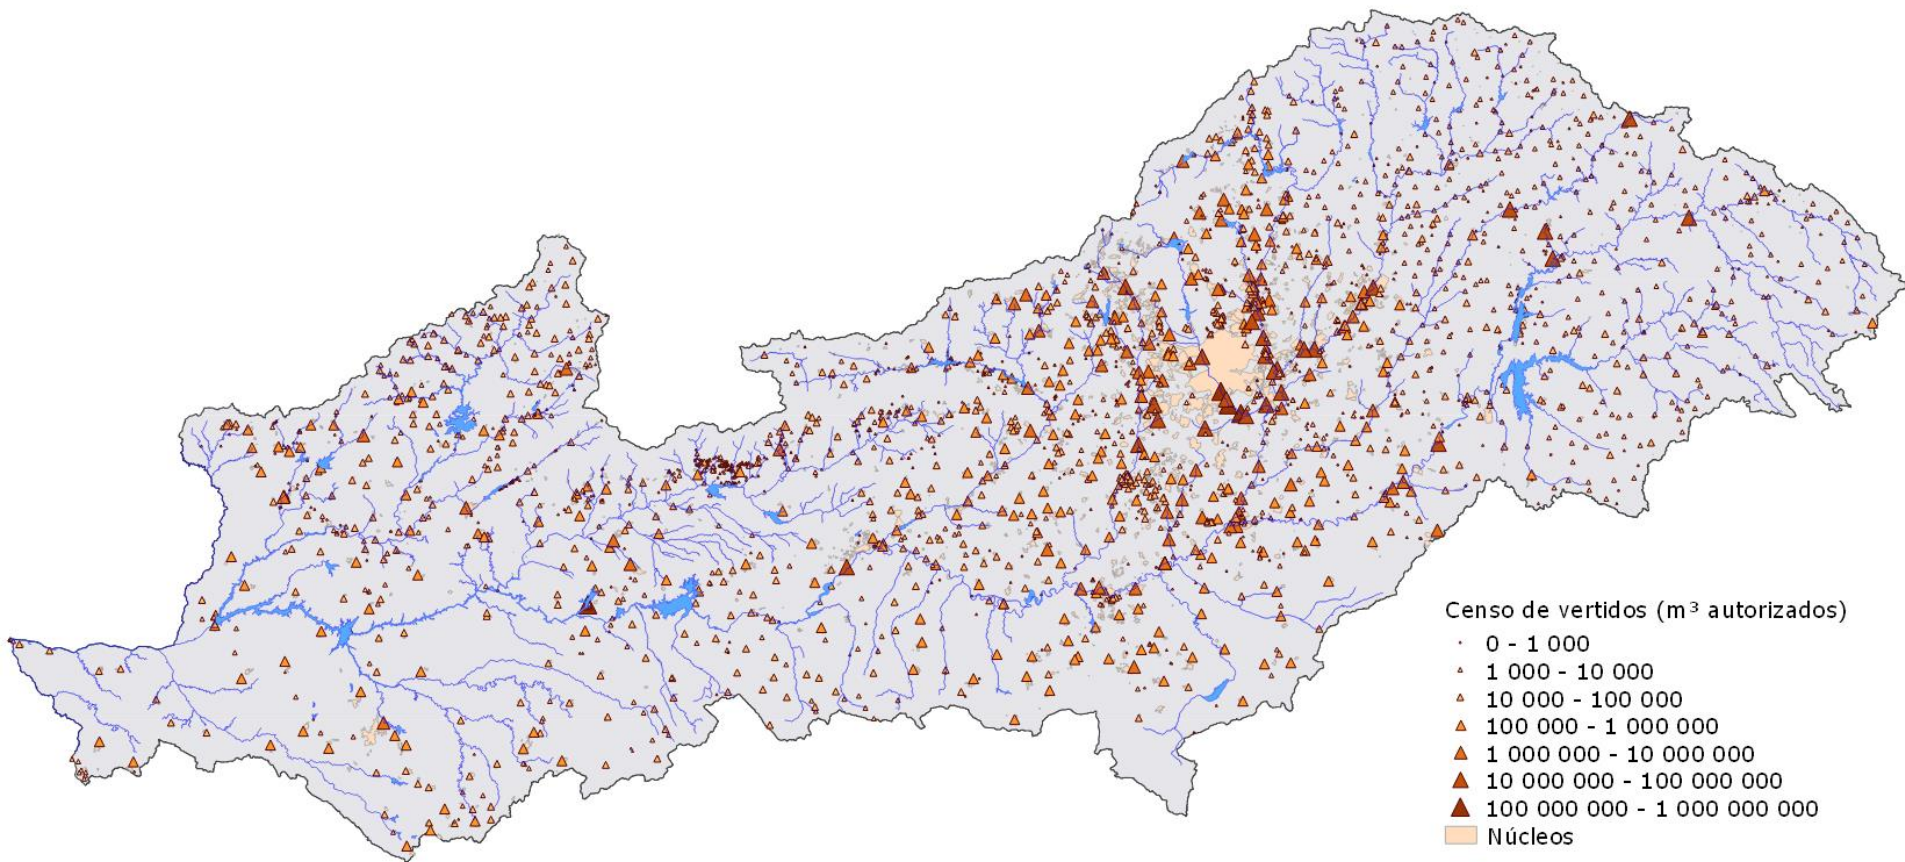 Censo de vertidos (m³ autorizados)
0 - 1 000
1 000 - 10 000
10 000 - 100 000
100 000 - 1 000 000
1 000 000 - 10 000 000
10 000 000 - 100 000 000
100 000 000 - 1 000 000 000
Núcleos